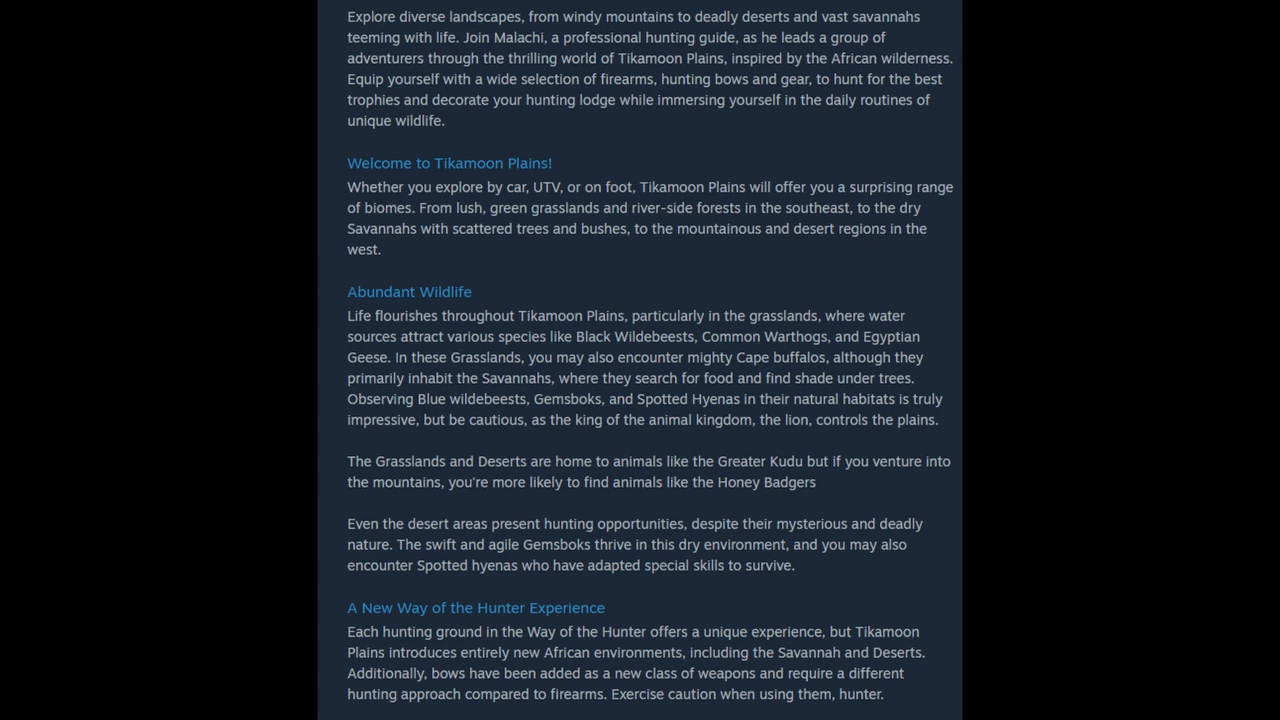 Explore diverse landscapes, from windy mountains to deadly deserts and vast savannahs
teeming with life. Join Malachi, a professional hunting guide, as he leads a group of
adventurers through the thrilling world of Tikamoon Plains, inspired by the African wilderness.
Equip yourself with a wide selection of firearms, hunting bows and gear, to hunt for the best
trophies and decorate your hunting lodge while immersing yourself in the daily routines of
unique wildlife.
Welcome to Tikamoon Plains!
Whether you explore by car, UTV, or on foot, Tikamoon Plains will offer you a surprising range
of biomes. From lush, green grasslands and river-side forests in the southeast, to the dry
Savannahs with scattered trees and bushes, to the mountainous and desert regions in the
west.
Abundant Wildlife
Life flourishes throughout Tikamoon Plains, particularly in the grasslands, where water
sources attract various species like Black Wildebeests, Common Warthogs, and Egyptian
Geese. In these Grasslands, you may also encounter mighty Cape buffalos, although they
primarily inhabit the Savannahs, where they search for food and find shade under trees.
Observing Blue wildebeests, Gemsboks, and Spotted Hyenas in their natural habitats is truly
impressive, but be cautious, as the king of the animal kingdom, the lion, controls the plains.
The Grasslands and Deserts are home to animals like the Greater Kudu but if you venture into
the mountains, you're more likely to find animals like the Honey Badgers
Even the desert areas present hunting opportunities, despite their mysterious and deadly
nature. The swift and agile Gemsboks thrive in this dry environment, and you may also
encounter Spotted hyenas who have adapted special skills to survive.
A New Way of the Hunter Experience
Each hunting ground in the Way of the Hunter offers a unique experience, but Tikamoon
Plains introduces entirely new African environments, including the Savannah and Deserts.
Additionally, bows have been added as a new class of weapons and require a different
hunting approach compared to firearms. Exercise caution when using them, hunter.